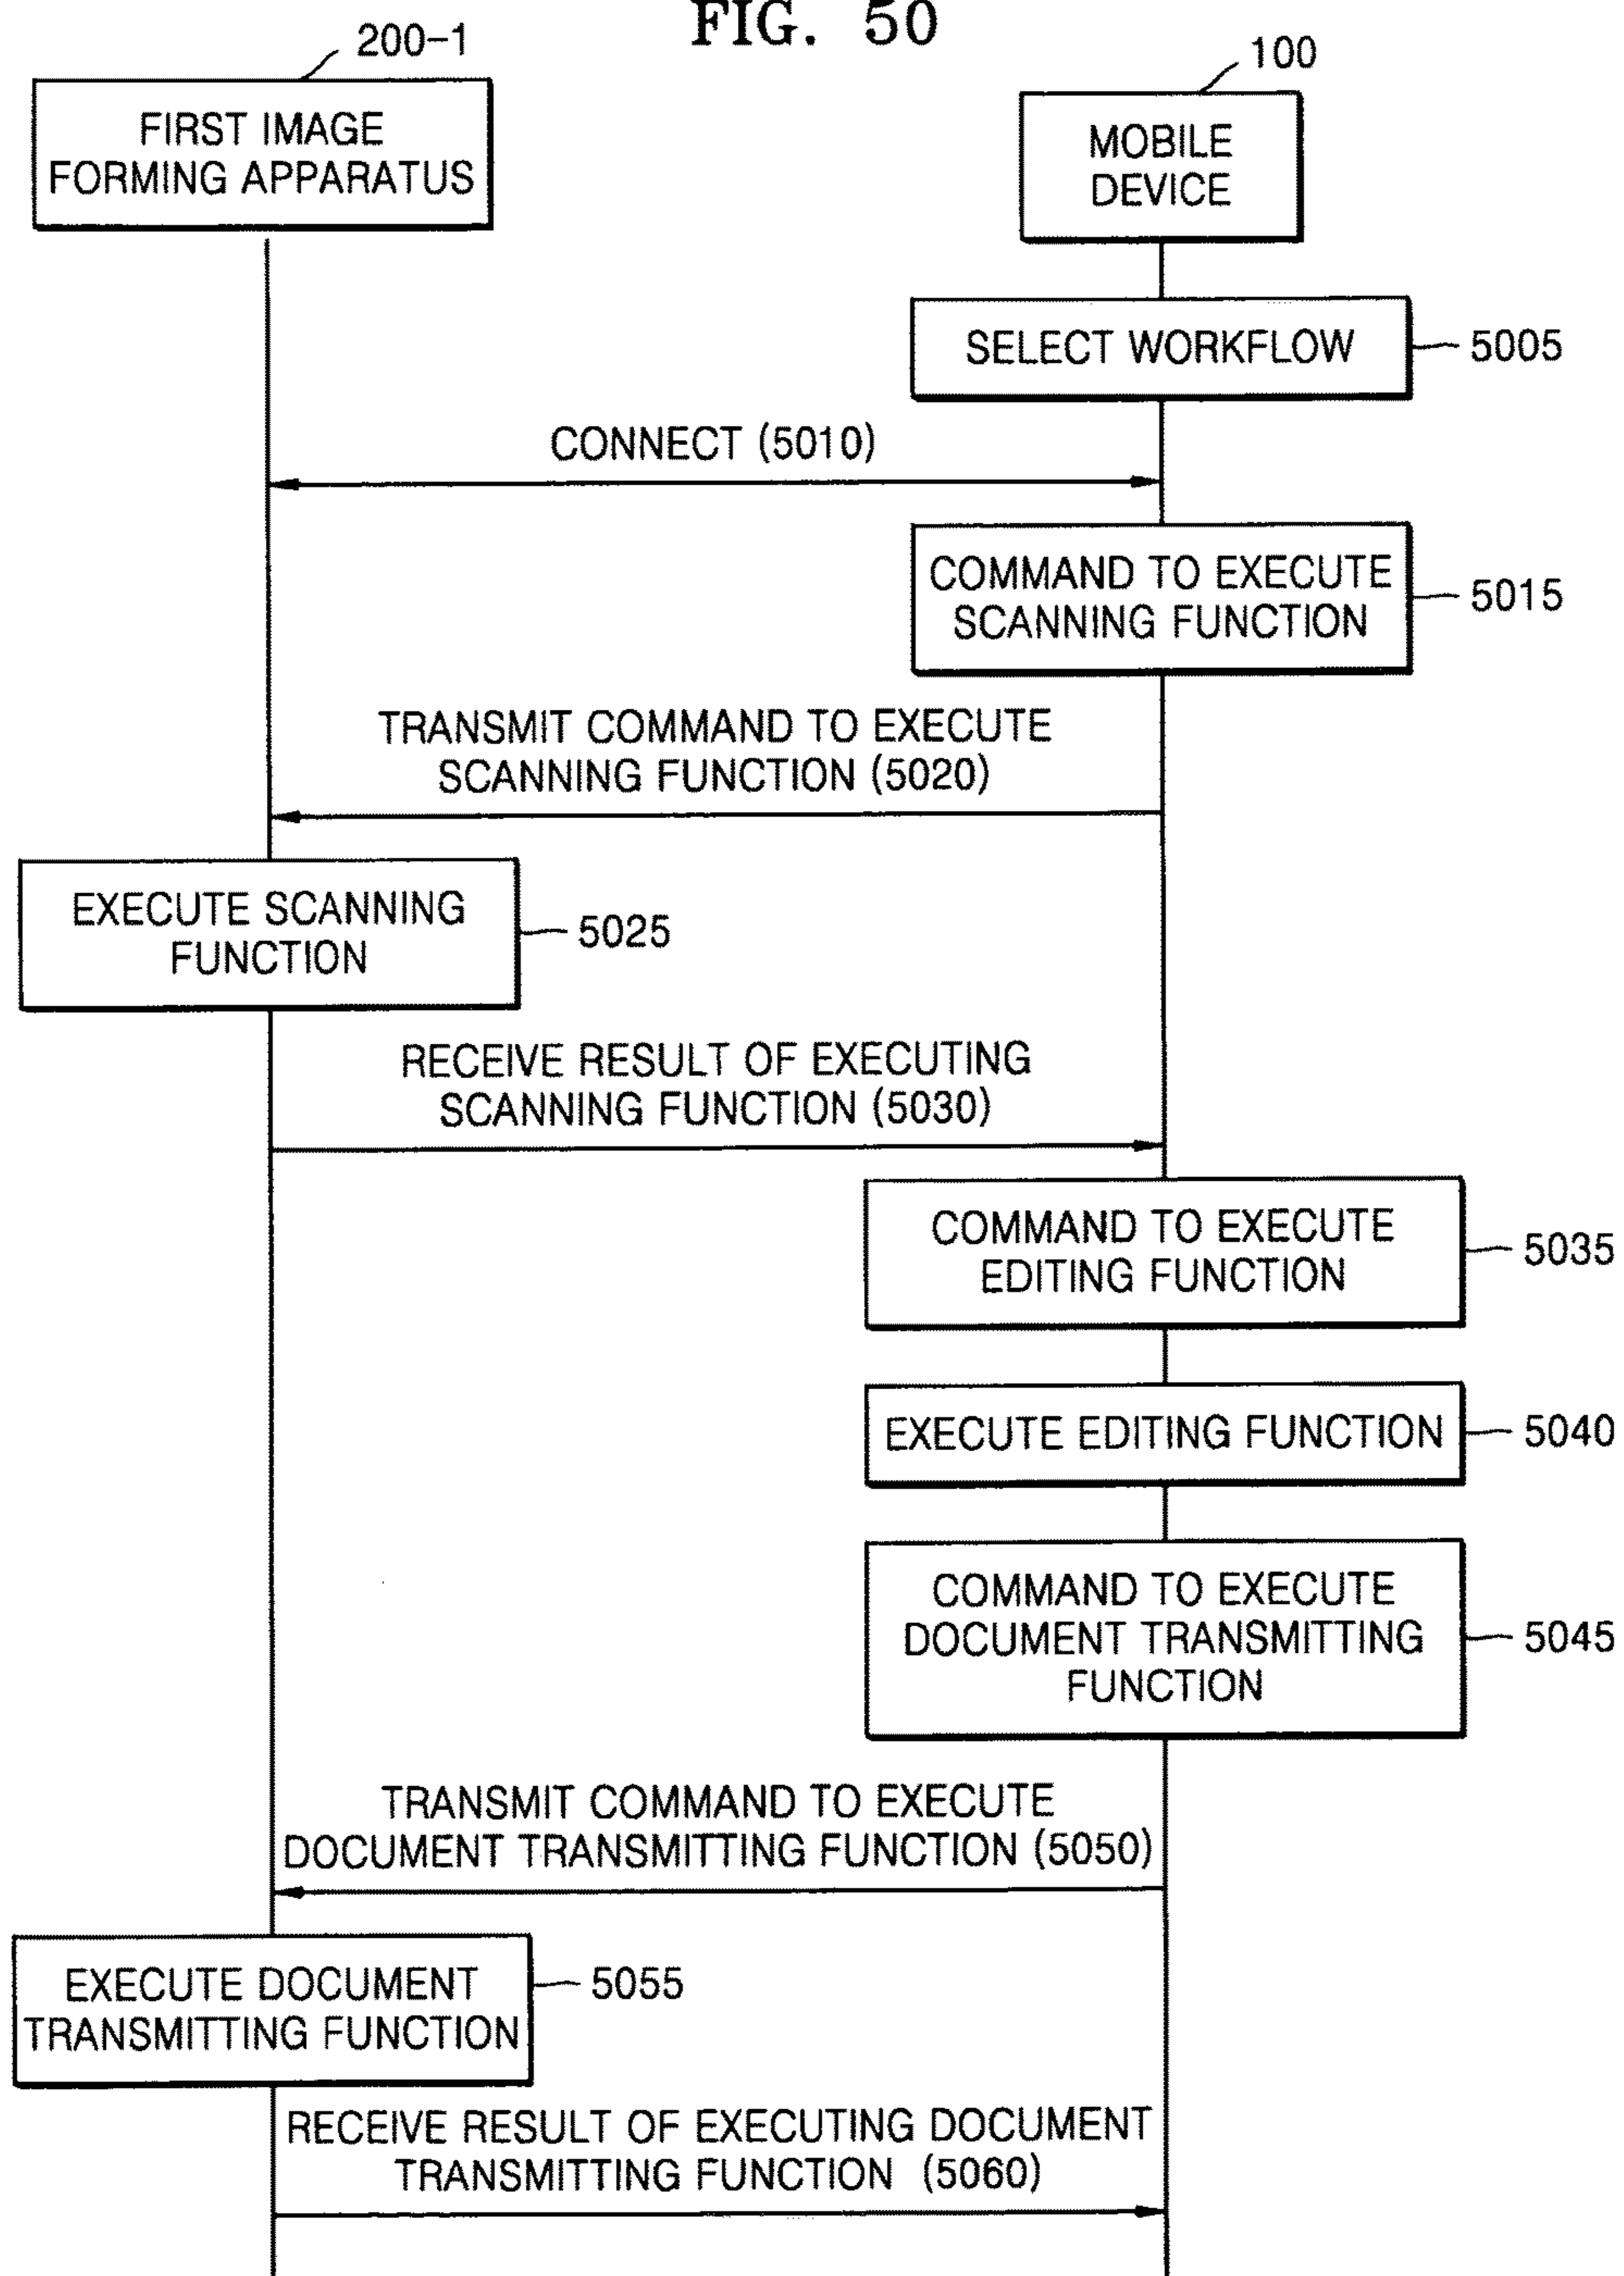 FIG. 50
200-1
100
FIRST IMAGE
FORMING APPARATUS
MOBILE
DEVICE
SELECT WORKFLOW
5005
CONNECT (5010)
COMMAND TO EXECUTE
SCANNING FUNCTION
5015
TRANSMIT COMMAND TO EXECUTE
SCANNING FUNCTION (5020)
EXECUTE SCANNING
FUNCTION
5025
RECEIVE RESULT OF EXECUTING
SCANNING FUNCTION (5030)
COMMAND TO EXECUTE
EDITING FUNCTION
5035
EXECUTE EDITING FUNCTION
5040
COMMAND TO EXECUTE
DOCUMENT TRANSMITTING
FUNCTION
5045
TRANSMIT COMMAND TO EXECUTE
DOCUMENT TRANSMITTING FUNCTION (5050)
EXECUTE DOCUMENT
TRANSMITTING FUNCTION
5055
RECEIVE RESULT OF EXECUTING DOCUMENT
TRANSMITTING FUNCTION (5060)